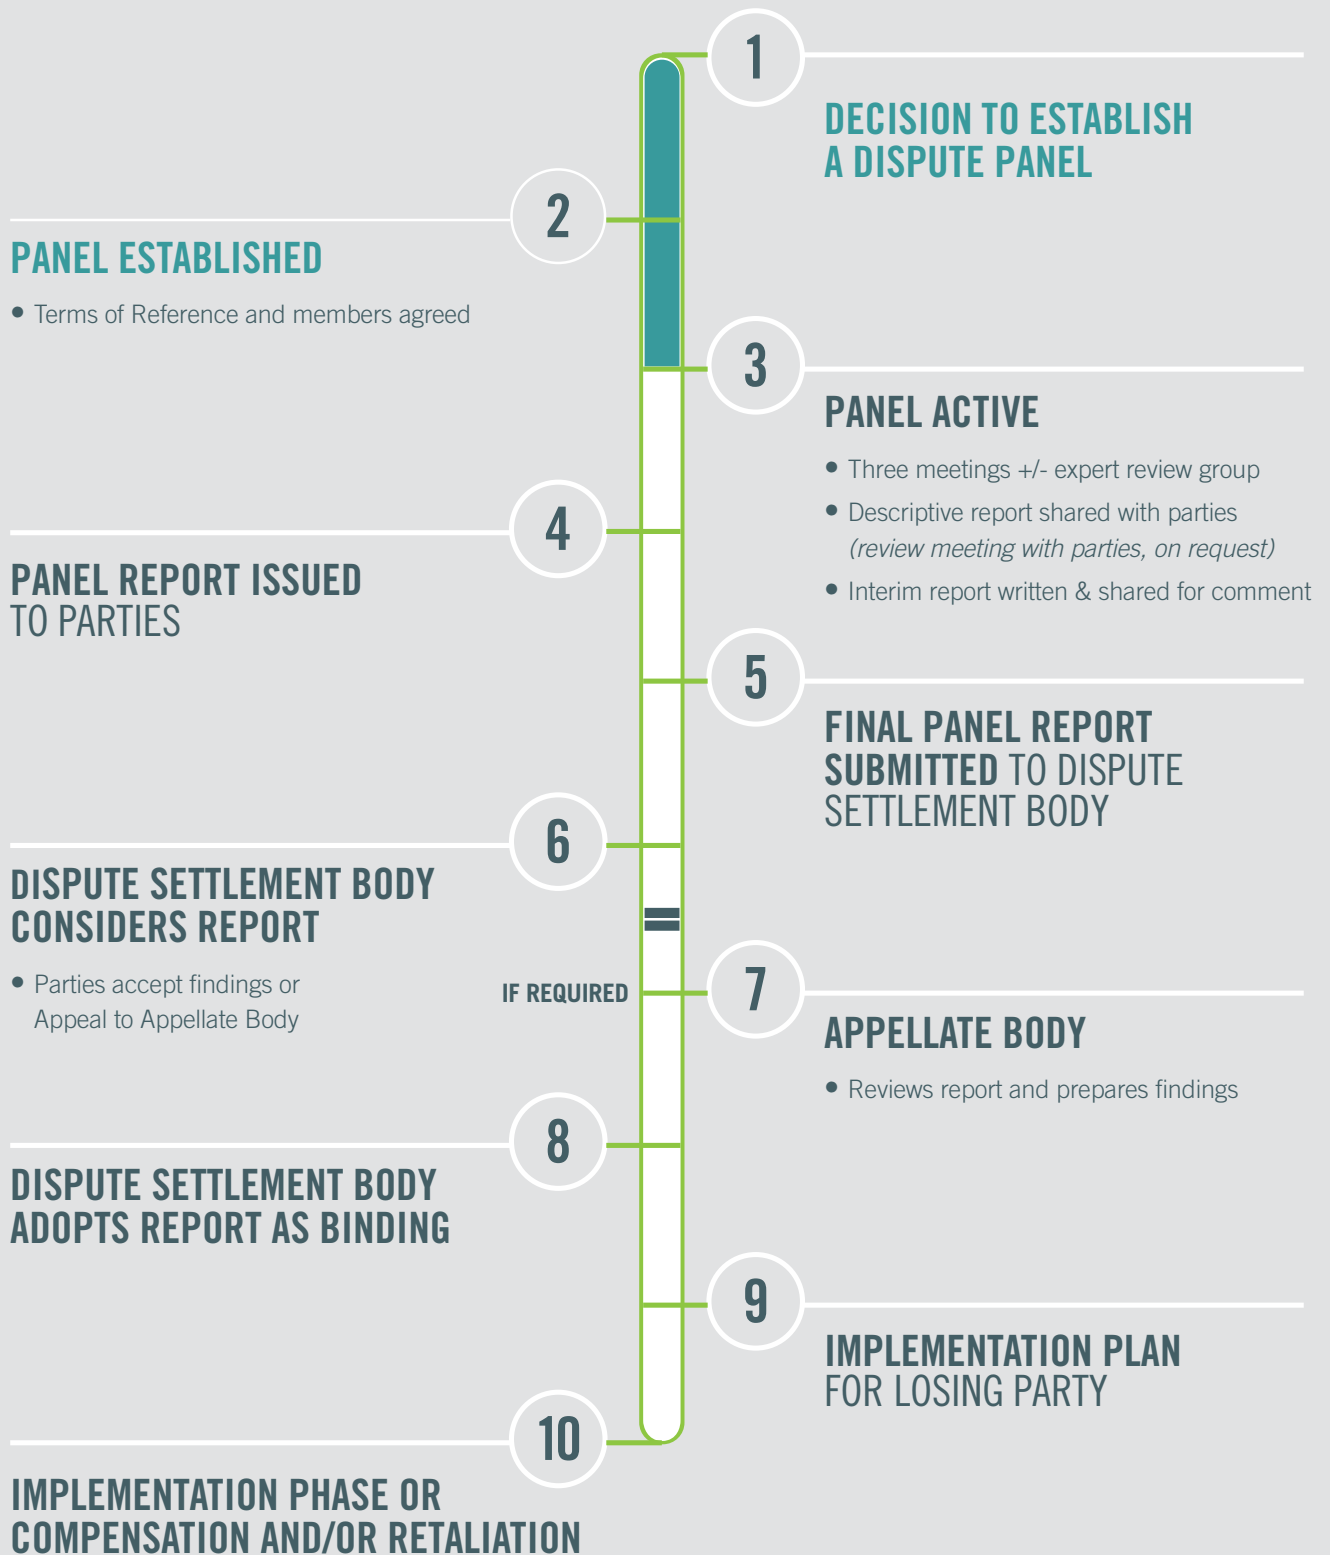 1
DECISION TO ESTABLISH
A DISPUTE PANEL
2
PANEL ESTABLISHED
• Terms of Reference and members agreed
3
PANEL ACTIVE
• Three meetings +/- expert review group
• Descriptive report shared with parties
(review meeting with parties, on request)
• Interim report written & shared for comment
4
PANEL REPORT ISSUED
TO PARTIES
5
FINAL PANEL REPORT
SUBMITTED TO DISPUTE
SETTLEMENT BODY
6
DISPUTE SETTLEMENT BODY
CONSIDERS REPORT
• Parties accept findings or
Appeal to Appellate Body
IF REQUIRED
7
APPELLATE BODY
• Reviews report and prepares findings
8
DISPUTE SETTLEMENT BODY
ADOPTS REPORT AS BINDING
9
IMPLEMENTATION PLAN
FOR LOSING PARTY
10
IMPLEMENTATION PHASE OR
COMPENSATION AND/OR RETALIATION